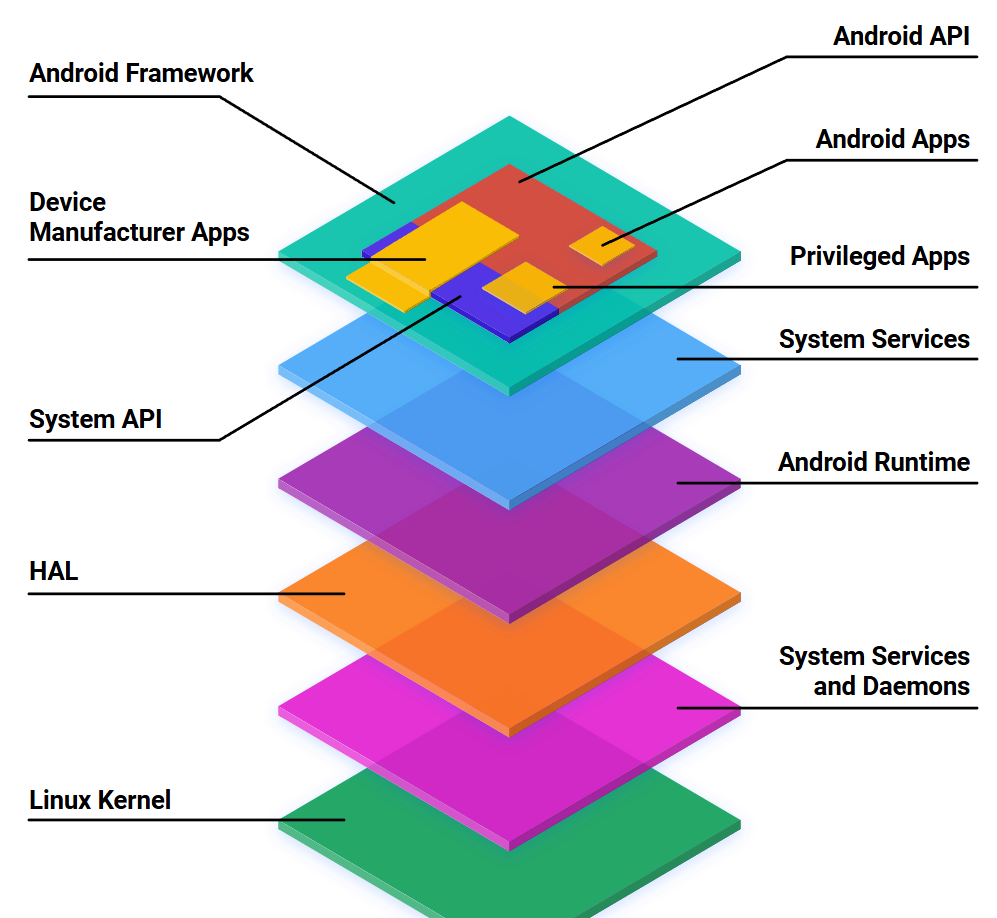 Android API
Android Framework
Android Apps
Device
Manufacturer Apps
Privileged Apps
System Services
System API
Android Runtime
HAL
System Services
and Daemons
Linux Kernel